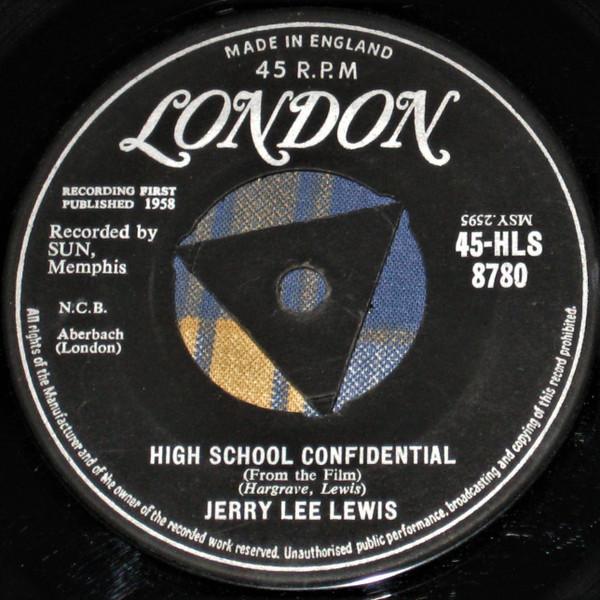 MADE IN ENGLAND
45 R.P.M
LONDON
RECORDING FIRST
PUBLISHED 1958
Recorded by
SUN,
Memphis
N.C.B.
Aberbach
(London)
MSY.2595
45-HLS
8780
HIGH SCHOOL CONFIDENTIAL
(From the Film)
(Hargrave, Lewis)
JERRY LEE LEWIS
All rights of the Manufacturer and of the owner of the recorded work reserved. Unauthorised public performance, broadcasting and copying of this record prohibited.